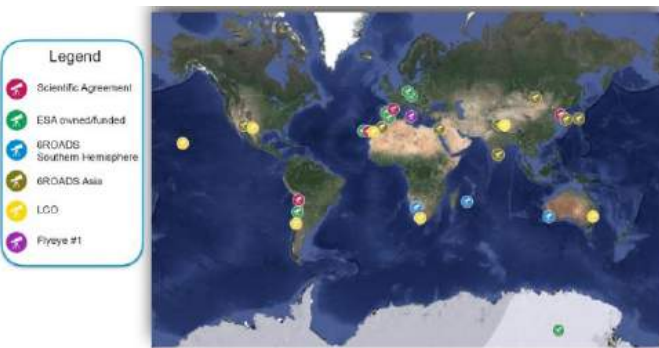 Legend
Scientific Agreement
ESA owned/funded
6ROADS
Southern Hemisphere
6ROADS Asia
LCO
Flyeye #1